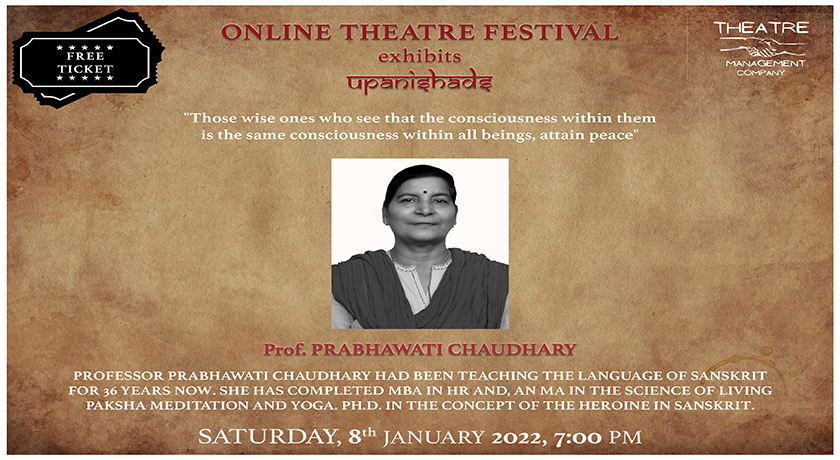 FREE
TICKET
ONLINE THEATRE FESTIVAL
exhibits
upanishads
THEATRE
MANAGEMENT
COMPANY
"Those wise ones who see that the consciousness within them
is the same consciousness within all beings, attain peace"
Prof. PRABHAWATI CHAUDHARY
PROFESSOR PRABHAWATI CHAUDHARY HAD BEEN TEACHING THE LANGUAGE OF SANSKRIT
FOR 36 YEARS NOW. SHE HAS COMPLETED MBA IN HR AND, AN MA IN THE SCIENCE OF LIVING
PAKSHA MEDITATION AND YOGA. PH.D. IN THE CONCEPT OF THE HEROINE IN SANSKRIT.
SATURDAY, 8th JANUARY 2022, 7:00 PM